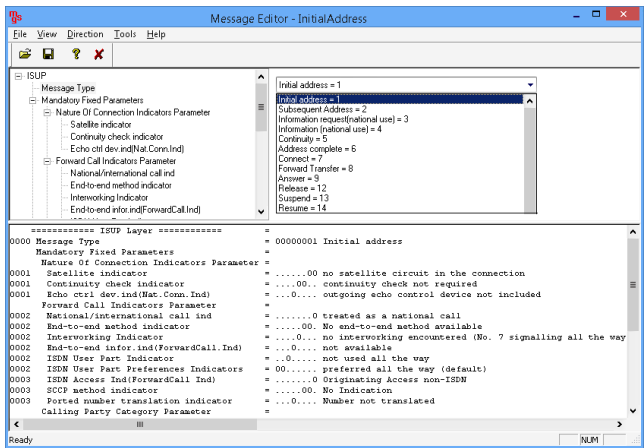 Message Editor - InitialAddress
File View Direction Tools Help
ISUP
Message Type
Mandatory Fixed Parameters
Nature Of Connection Indicators Parameter
Satellite indicator
Continuity check indicator
Echo ctrl dev.ind(Nat.Conn.Ind)
Forward Call Indicators Parameter
National/international call ind
End-to-end method indicator
Interworking Indicator
End-to-end infor.ind(ForwardCall.Ind)
Initial address = 1
Initial address = 1
Subsequent Address = 2
Information request(national use) = 3
Information (national use) = 4
Continuity = 5
Address complete = 6
Connect = 7
Forward Transfer = 8
Answer = 9
Release = 12
Suspend = 13
Resume = 14
============ ISUP Layer ============ =
0000 Message Type = 00000001 Initial address
Mandatory Fixed Parameters =
Nature Of Connection Indicators Parameter =
0001 Satellite indicator = ......00 no satellite circuit in the connection
0001 Continuity check indicator = ....00.. continuity check not required
0001 Echo ctrl dev.ind(Nat.Conn.Ind) = ...0.... outgoing echo control device not included
Forward Call Indicators Parameter =
0002 National/international call ind = .......0 treated as a national call
0002 End-to-end method indicator = .....00. No end-to-end method available
0002 Interworking Indicator = ....0... no interworking encountered (No. 7 signalling all the way
0002 End-to-end infor.ind(ForwardCall.Ind) = ...0.... not available
0002 ISDN User Part Indicator = ..0..... not used all the way
0002 ISDN User Part Preferences Indicators = 00...... preferred all the way (default)
0003 ISDN Access Ind(ForwardCall Ind) = .......0 Originating Access non-ISDN
0003 SCCP method indicator = .....00. No Indication
0003 Ported number translation indicator = ...0.... Number not translated
Calling Party Category Parameter =
Ready
NUM